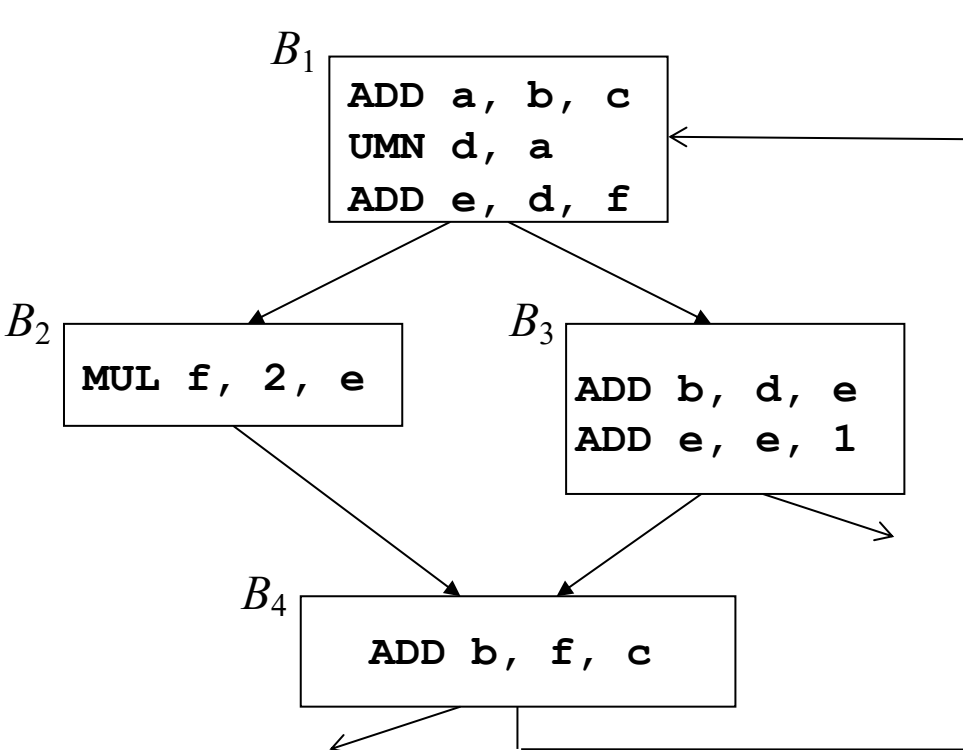 B1
ADD a, b, c
UMN d, a
ADD e, d, f
B2
MUL f, 2, e
B3
ADD b, d, e
ADD e, e, 1
B4
ADD b, f, c